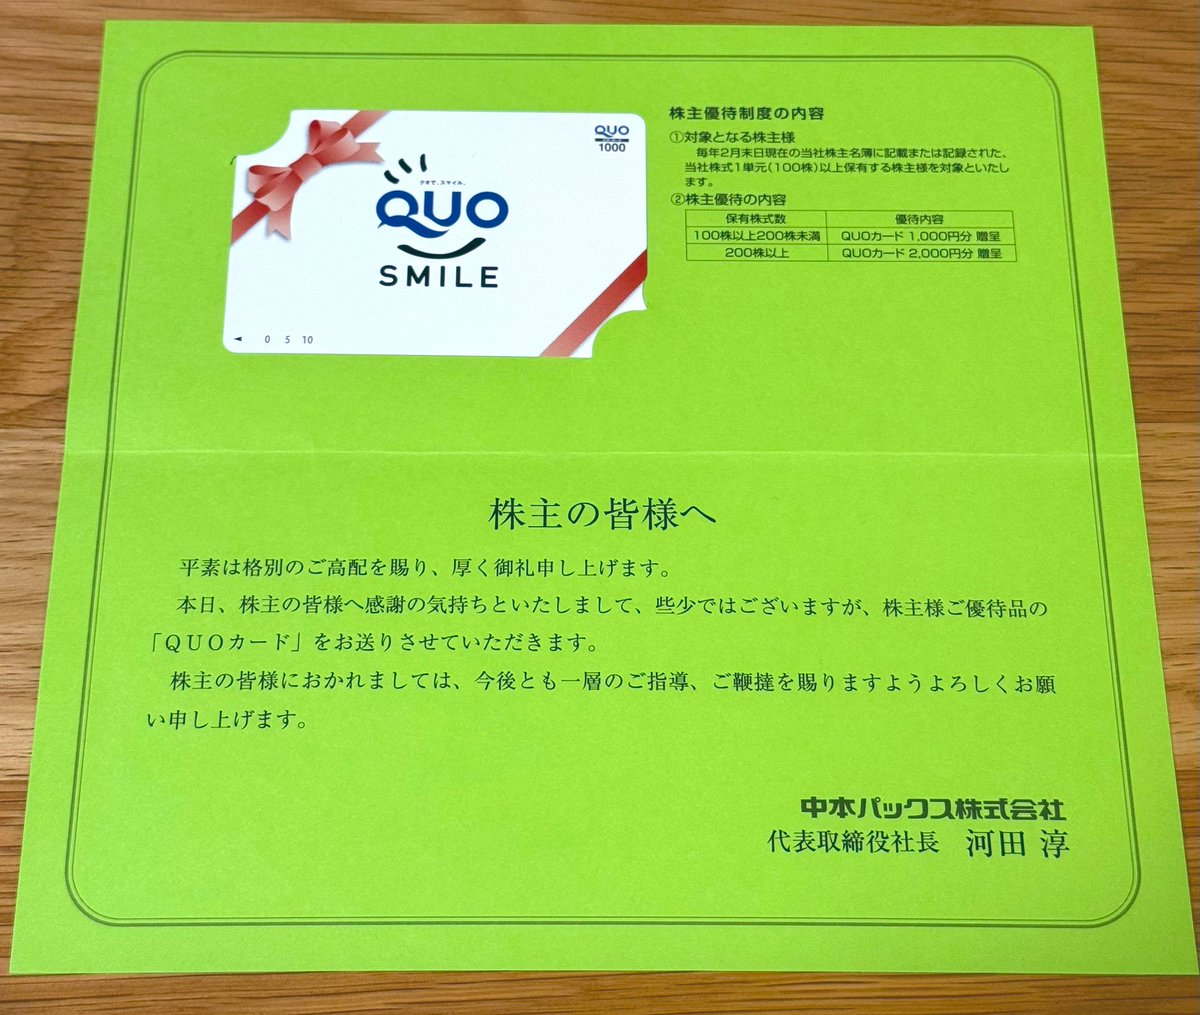 QUO
1000
クオで、スマイル。
QUO
SMILE
0 5 10
株主優待制度の内容
①対象となる株主様
毎年2月末日現在の当社株主名簿に記載または記録された、
当社株式1単元(100株)以上保有する株主様を対象といたし
ます。
②株主優待の内容
保有株式数 優待内容
100株以上200株未満 QUOカード 1,000円分 贈呈
200株以上 QUOカード 2,000円分 贈呈
株主の皆様へ
平素は格別のご高配を賜り、厚く御礼申し上げます。
本日、株主の皆様へ感謝の気持ちといたしまして、些少ではございますが、株主様ご優待品の
「ＱＵＯカード」をお送りさせていただきます。
株主の皆様におかれましては、今後とも一層のご指導、ご鞭撻を賜りますようよろしくお願
い申し上げます。
中本パックス株式会社
代表取締役社長 河田 淳